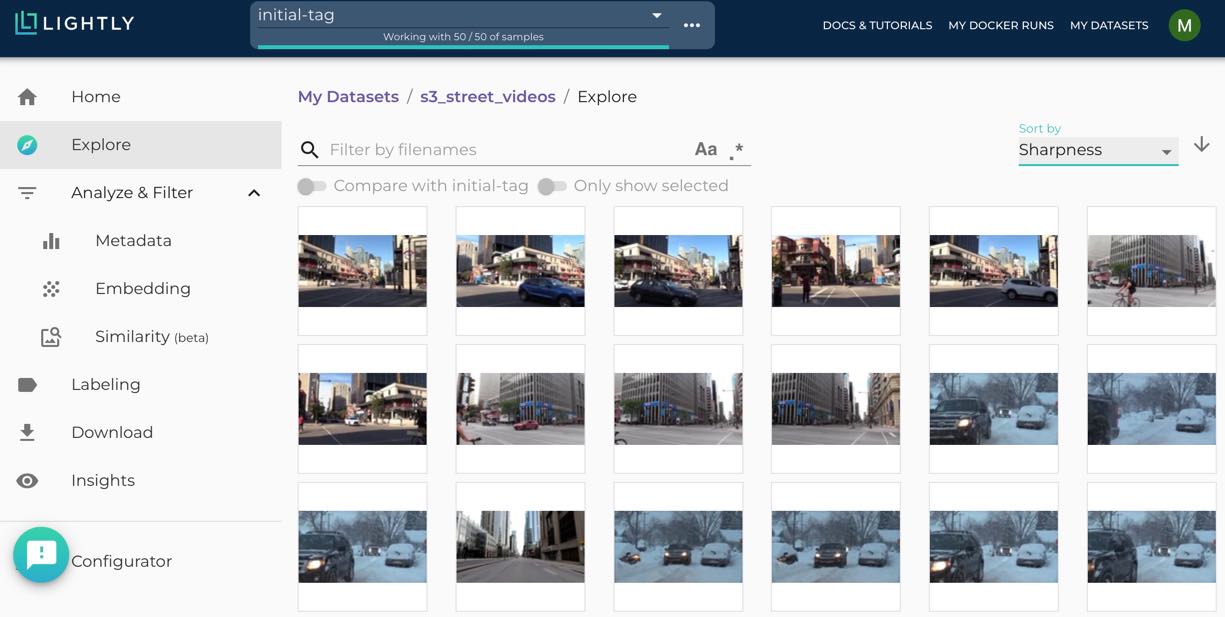 LIGHTLY
initial-tag
Working with 50 / 50 of samples
DOCS & TUTORIALS
MY DOCKER RUNS
MY DATASETS
M
Home
Explore
Analyze & Filter
Metadata
Embedding
Similarity (beta)
Labeling
Download
Insights
Configurator
My Datasets / s3_street_videos / Explore
Filter by filenames
Aa
.*
Sort by
Sharpness
Compare with initial-tag
Only show selected